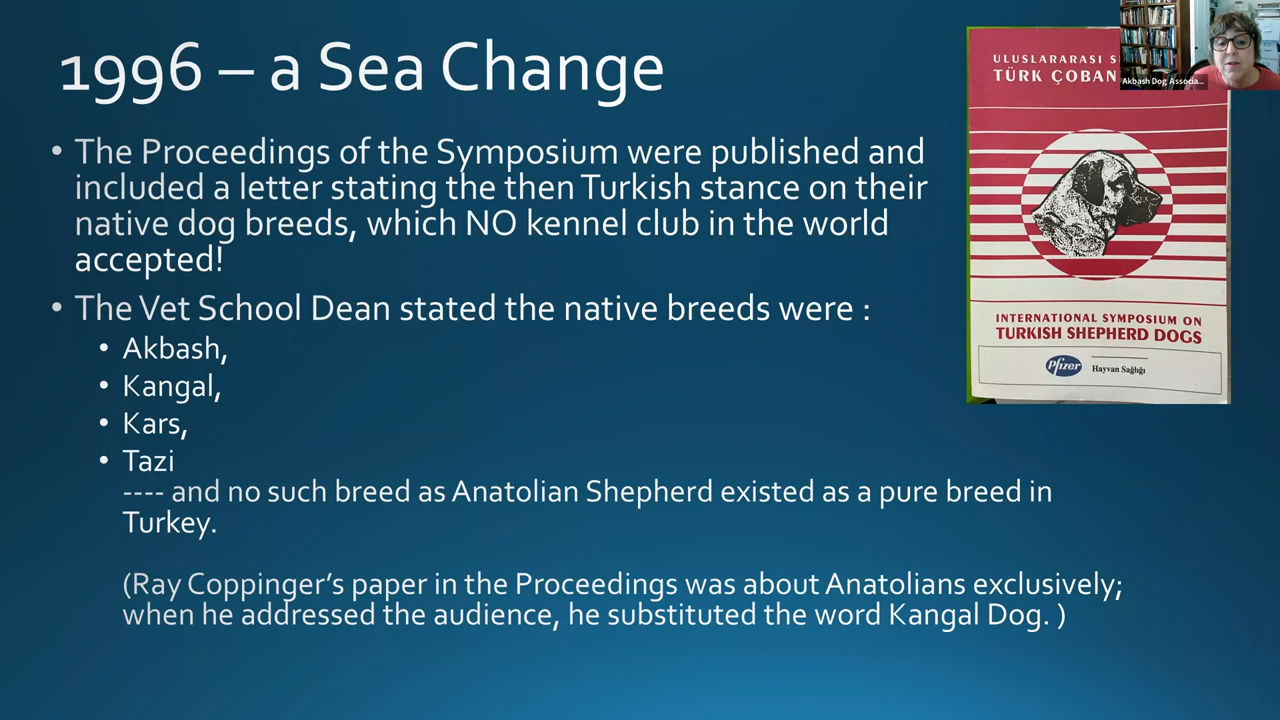 1996 – a Sea Change
• The Proceedings of the Symposium were published and
included a letter stating the then Turkish stance on their
native dog breeds, which NO kennel club in the world
accepted!
• The Vet School Dean stated the native breeds were :
• Akbash,
• Kangal,
• Kars,
• Tazi
---- and no such breed as Anatolian Shepherd existed as a pure breed in
Turkey.
(Ray Coppinger’s paper in the Proceedings was about Anatolians exclusively;
when he addressed the audience, he substituted the word Kangal Dog. )
ULUSLARARASI S
TÜRK ÇOBAN
INTERNATIONAL SYMPOSIUM ON
TURKISH SHEPHERD DOGS
Pfizer
Hayvan Sağlığı
Akbash Dog Associa...